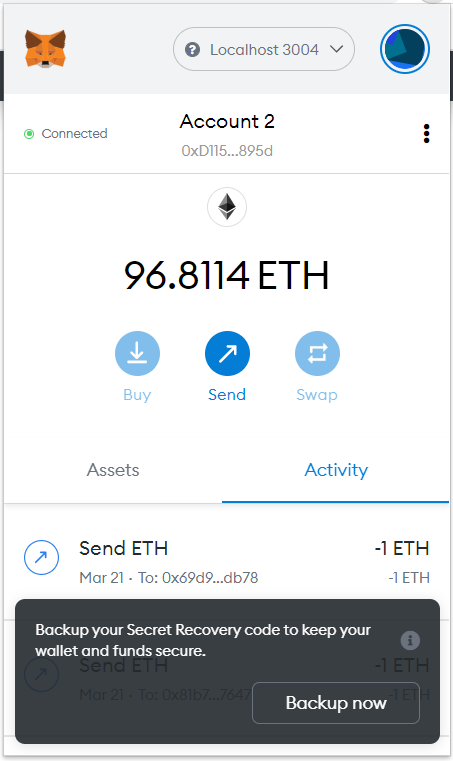 Localhost 3004
Connected
Account 2
0xD115...895d
96.8114 ETH
Buy
Send
Swap
Assets
Activity
Send ETH
-1 ETH
Mar 21 · To: 0x69d9...db78
-1 ETH
Backup your Secret Recovery code to keep your
wallet and funds secure.
Send ETH
-1 ETH
Mar 21 · To: 0x81b7...7647
-1 ETH
Backup now